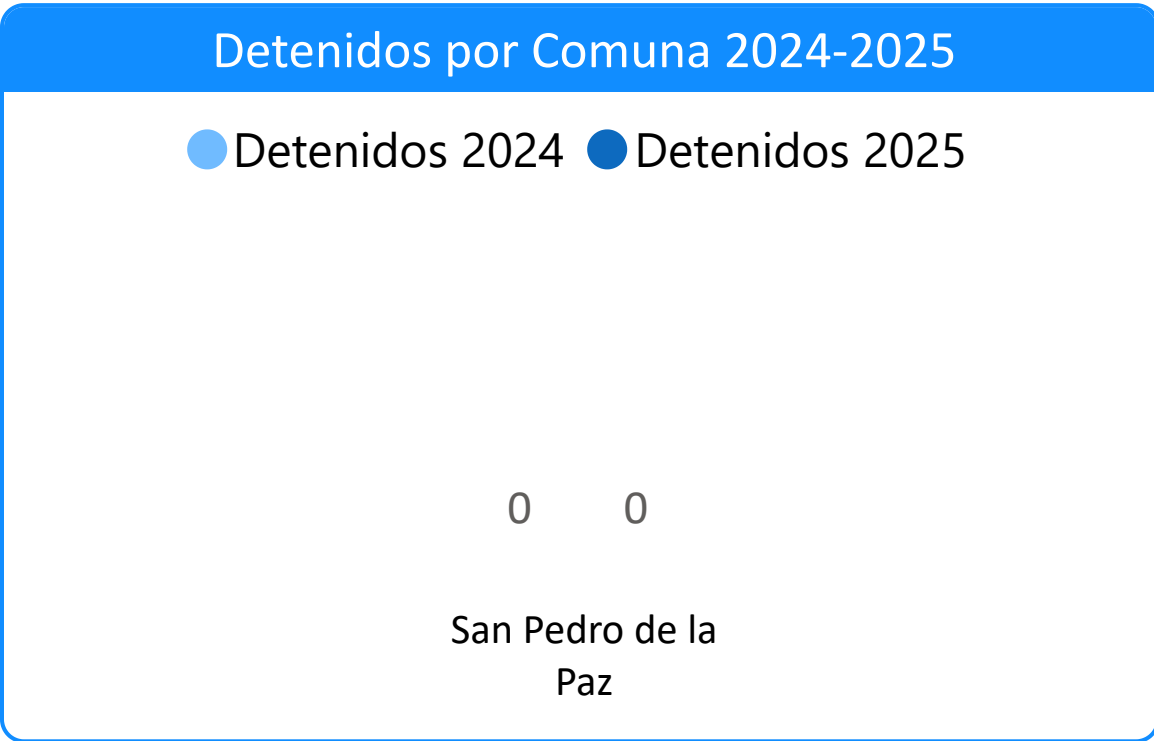 Detenidos por Comuna 2024-2025
Detenidos 2024 Detenidos 2025
0 0
San Pedro de la
Paz